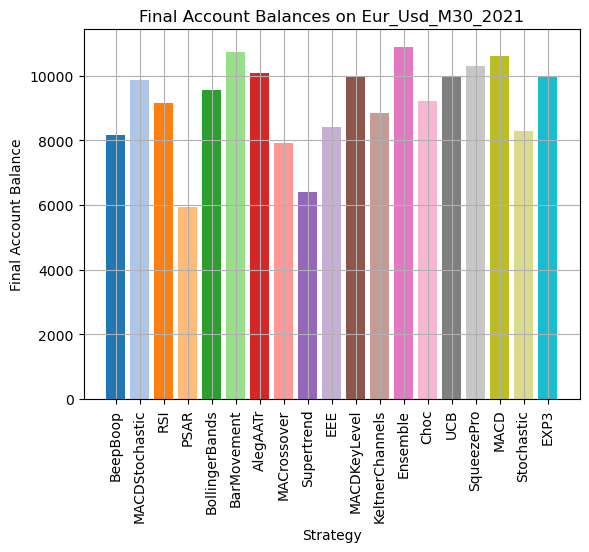 Final Account Balances on Eur_Usd_M30_2021
Final Account Balance
10000
8000
6000
4000
2000
0
BeepBoop
MACDStochastic
RSI
PSAR
BollingerBands
BarMovement
AlegAATr
MACrossover
Supertrend
EEE
MACDKeyLevel
KeltnerChannels
Ensemble
Choc
UCB
SqueezePro
MACD
Stochastic
EXP3
Strategy